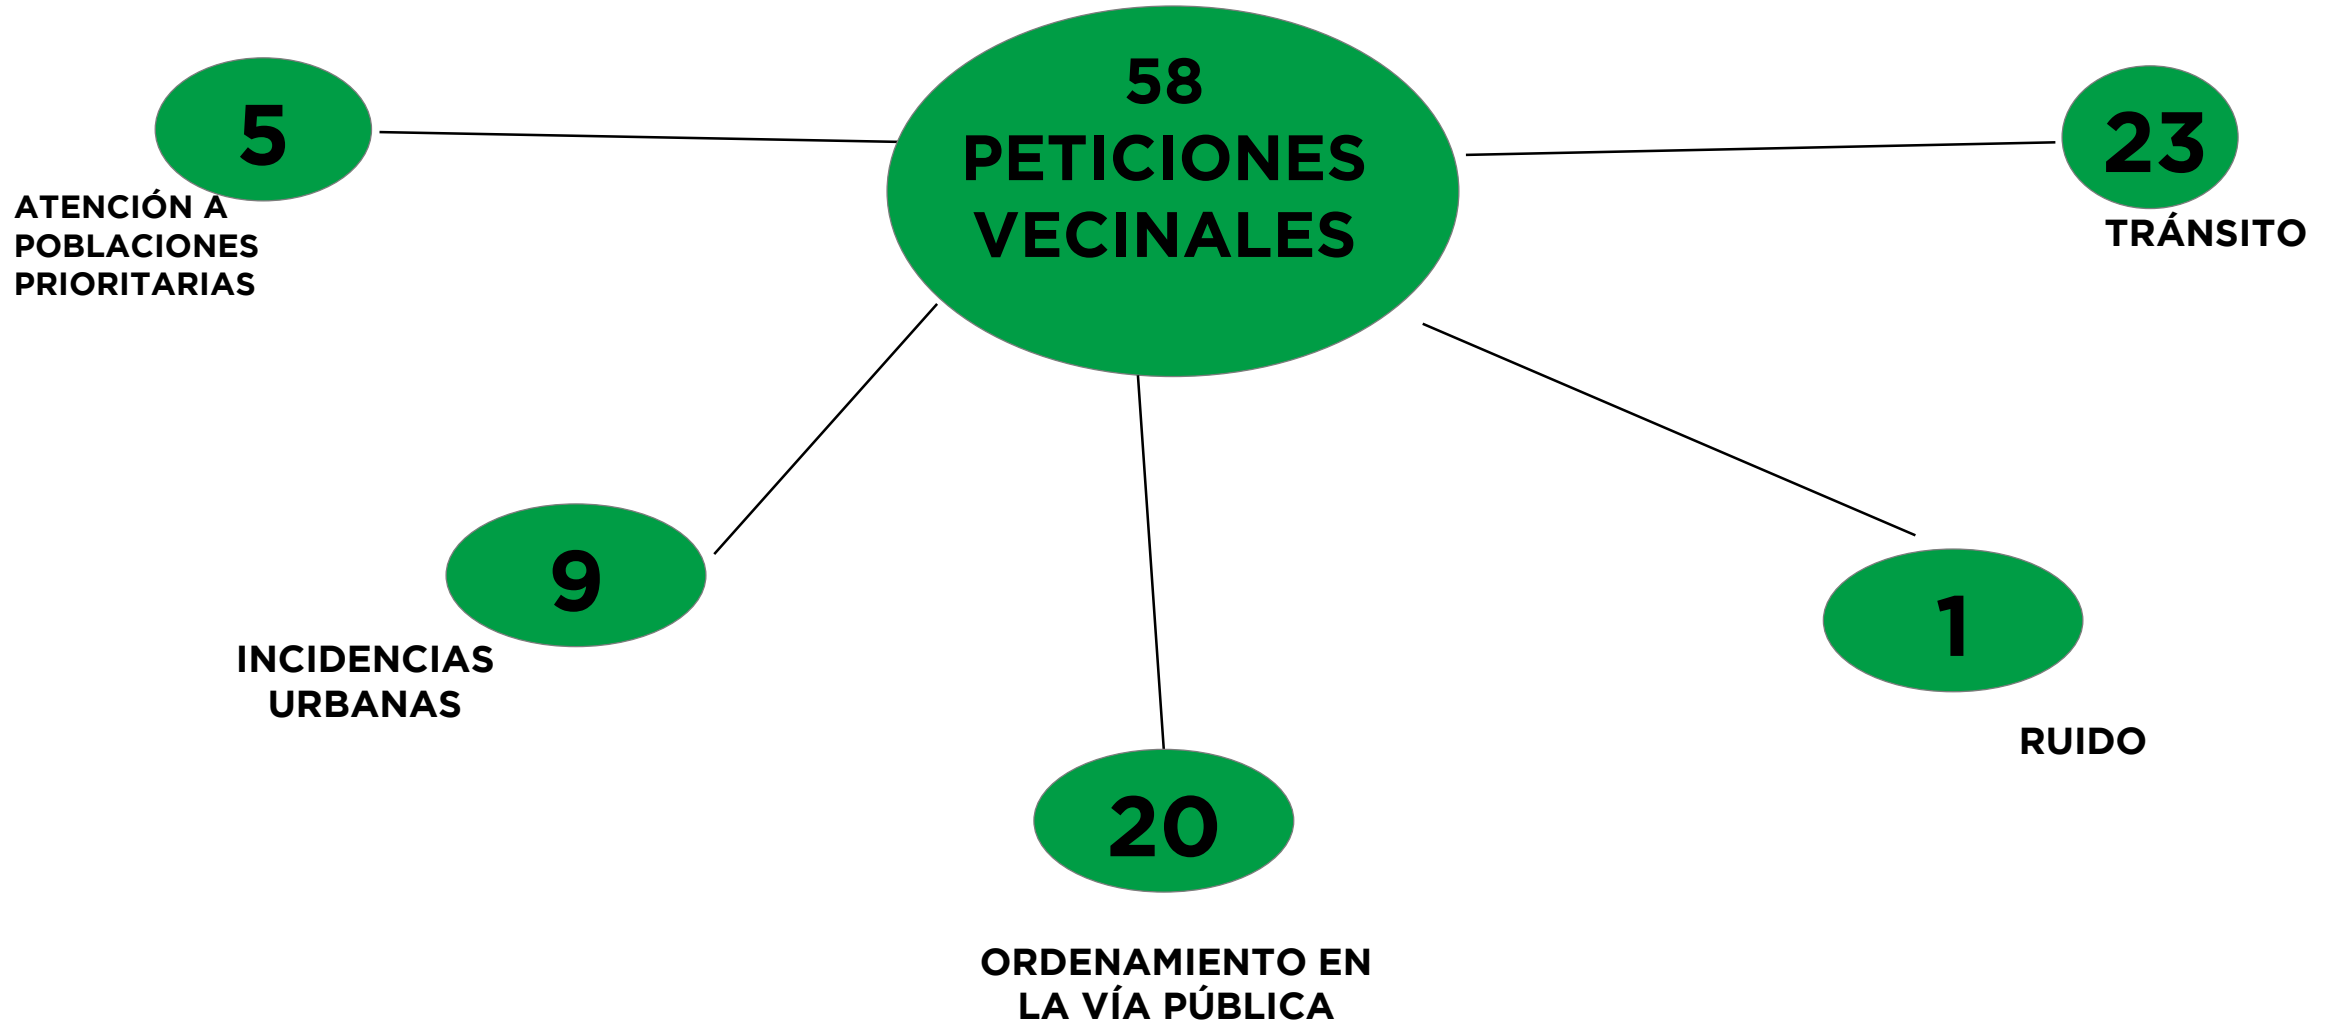 58
PETICIONES
VECINALES
5
ATENCIÓN A
POBLACIONES
PRIORITARIAS
23
TRÁNSITO
9
INCIDENCIAS
URBANAS
1
RUIDO
20
ORDENAMIENTO EN
LA VÍA PÚBLICA